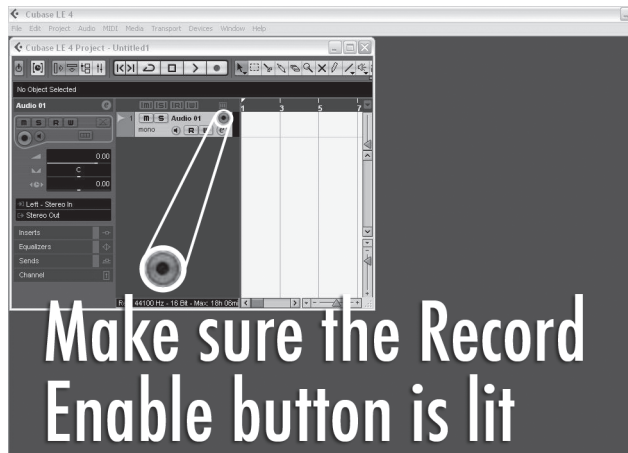 Cubase LE 4
File Edit Project Audio MIDI Media Transport Devices Window Help
Cubase LE 4 Project - Untitled1
No Object Selected
Audio 01
M S R W
0.00
C
0.00
Left - Stereo In
Stereo Out
Inserts
Equalizers
Sends
Channel
M S R W
1 M S Audio 01
mono R W
1 3 5 7
44100 Hz - 16 Bit - Max: 18h 06mi
Make sure the Record
Enable button is lit